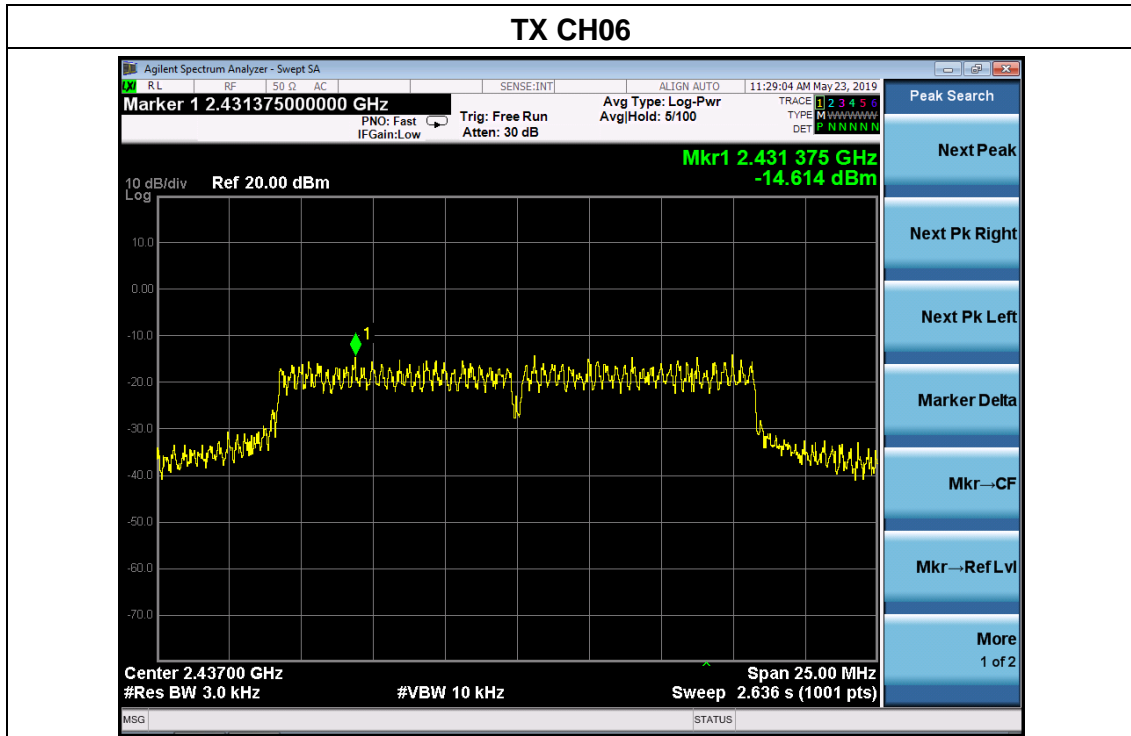 TX CH06
Agilent Spectrum Analyzer - Swept SA
LXI RL RF 50 Ω AC SENSE:INT ALIGN AUTO 11:29:04 AM May 23, 2019
Marker 1 2.431375000000 GHz
PNO: Fast
IFGain:Low
Trig: Free Run
Atten: 30 dB
Avg Type: Log-Pwr
Avg|Hold: 5/100
TRACE 1 2 3 4 5 6
TYPE M WWWWW
DET P N N N N N
Mkr1 2.431 375 GHz
-14.614 dBm
10 dB/div Ref 20.00 dBm
Log
10.0
0.00
-10.0
-20.0
-30.0
-40.0
-50.0
-60.0
-70.0
1
Center 2.43700 GHz
#Res BW 3.0 kHz
#VBW 10 kHz
Span 25.00 MHz
Sweep 2.636 s (1001 pts)
MSG
STATUS
Peak Search
Next Peak
Next Pk Right
Next Pk Left
Marker Delta
Mkr→CF
Mkr→Ref Lvl
More
1 of 2